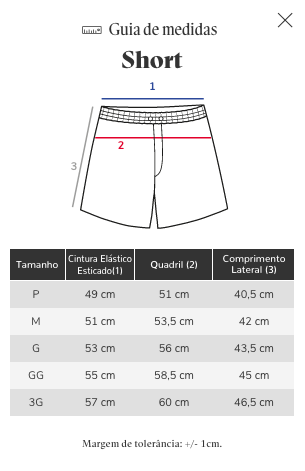 Guia de medidas
Short
1
2
3
Tamanho Cintura Elástico Esticado(1) Quadril (2) Comprimento Lateral (3)
P 49 cm 51 cm 40,5 cm
M 51 cm 53,5 cm 42 cm
G 53 cm 56 cm 43,5 cm
GG 55 cm 58,5 cm 45 cm
3G 57 cm 60 cm 46,5 cm
Margem de tolerância: +/- 1cm.